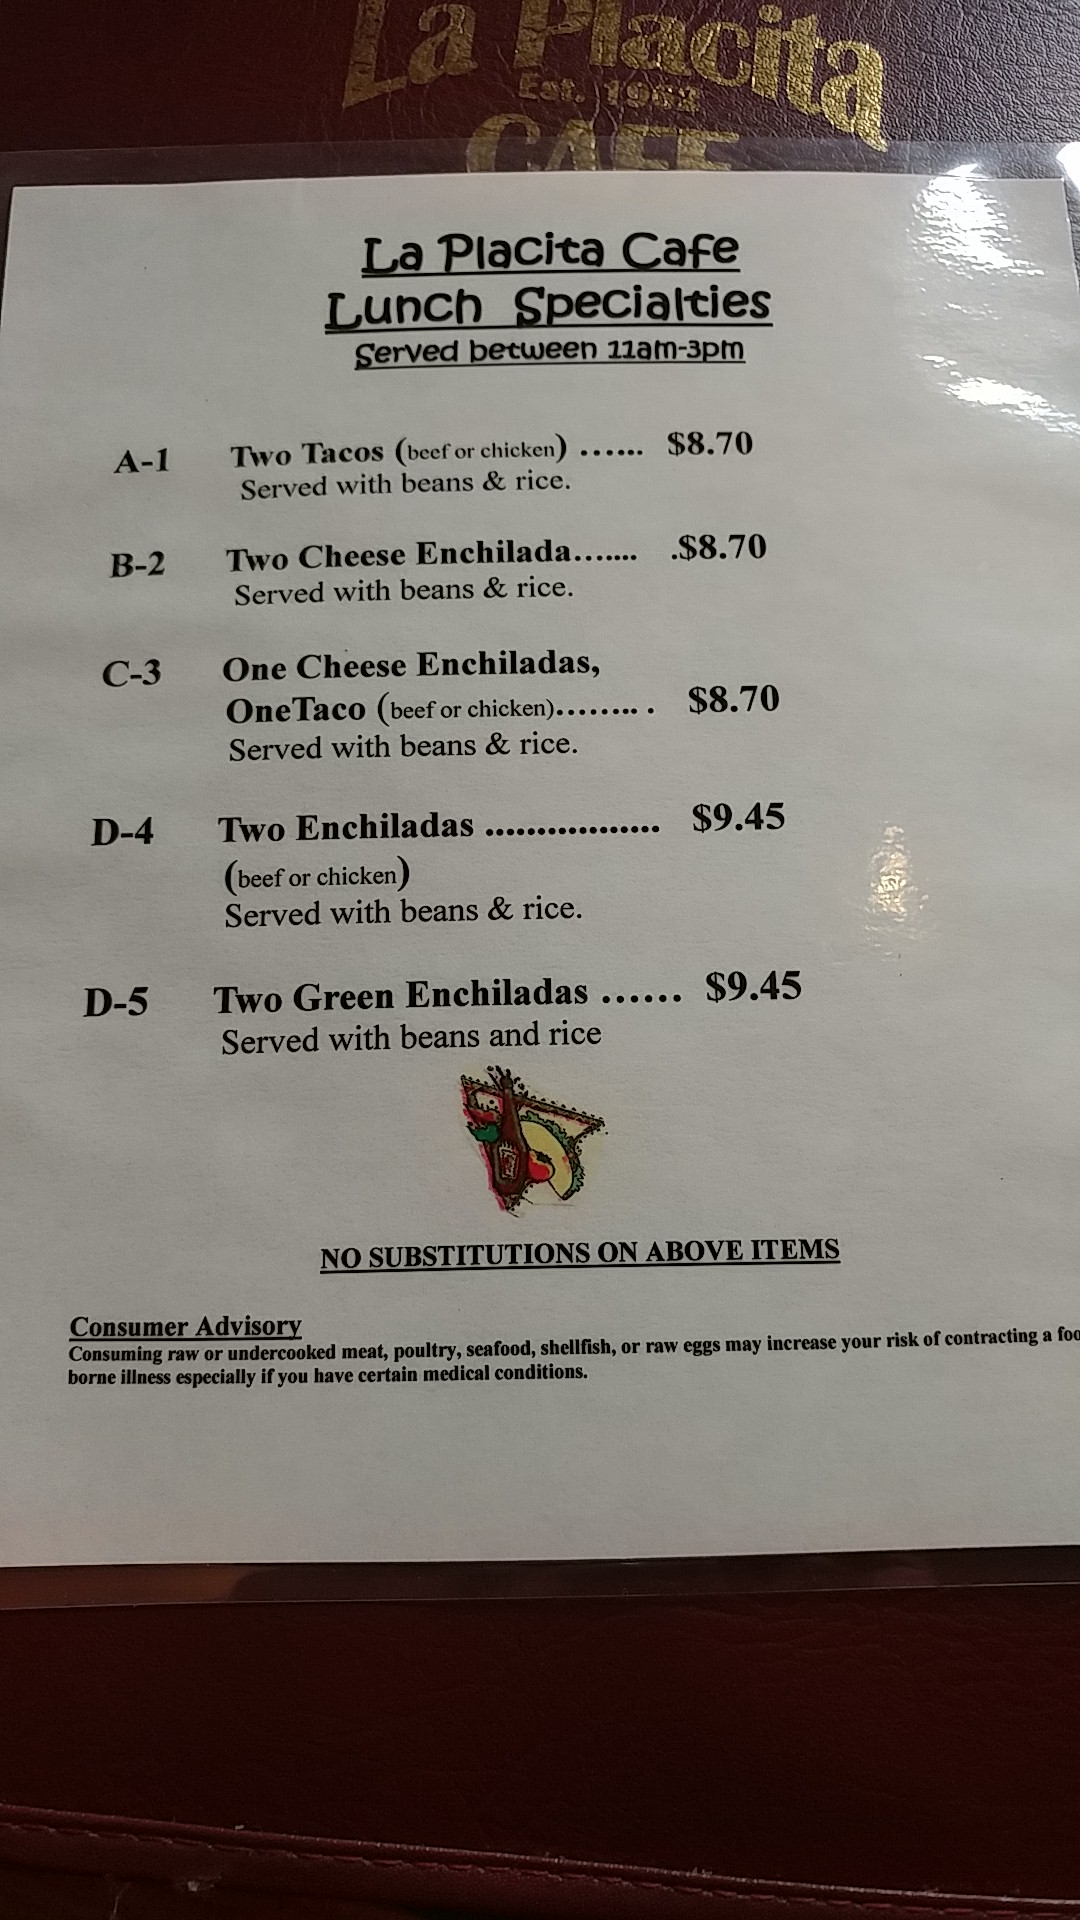 La Placita
Est. 1962
CAFE
La Placita Cafe
Lunch Specialties
Served between 11am-3pm
A-1 Two Tacos (beef or chicken) ...... $8.70
Served with beans & rice.
B-2 Two Cheese Enchilada....... .$8.70
Served with beans & rice.
C-3 One Cheese Enchiladas,
OneTaco (beef or chicken)........ . $8.70
Served with beans & rice.
D-4 Two Enchiladas ................. $9.45
(beef or chicken)
Served with beans & rice.
D-5 Two Green Enchiladas ...... $9.45
Served with beans and rice
NO SUBSTITUTIONS ON ABOVE ITEMS
Consumer Advisory
Consuming raw or undercooked meat, poultry, seafood, shellfish, or raw eggs may increase your risk of contracting a foo
borne illness especially if you have certain medical conditions.